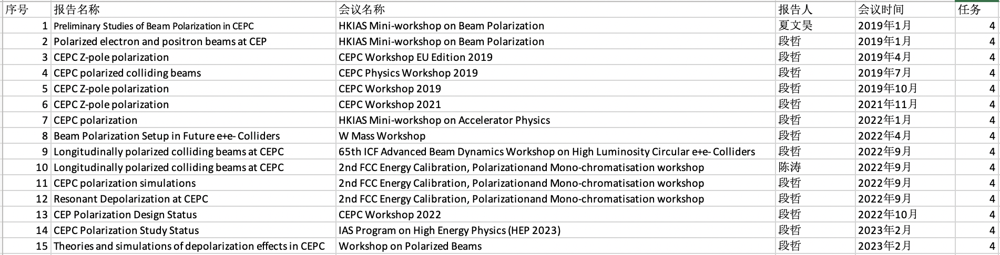 序号 报告名称 会议名称 报告人 会议时间 任务
1 Preliminary Studies of Beam Polarization in CEPC HKIAS Mini-workshop on Beam Polarization 夏文昊 2019年1月 4
2 Polarized electron and positron beams at CEP HKIAS Mini-workshop on Beam Polarization 段哲 2019年1月 4
3 CEPC Z-pole polarization CEPC Workshop EU Edition 2019 段哲 2019年4月 4
4 CEPC polarized colliding beams CEPC Physics Workshop 2019 段哲 2019年7月 4
5 CEPC Z-pole polarization CEPC Workshop 2019 段哲 2019年10月 4
6 CEPC Z-pole polarization CEPC Workshop 2021 段哲 2021年11月 4
7 CEPC polarization HKIAS Mini-workshop on Accelerator Physics 段哲 2022年1月 4
8 Beam Polarization Setup in Future e+e- Colliders W Mass Workshop 段哲 2022年4月 4
9 Longitudinally polarized colliding beams at CEPC 65th ICF Advanced Beam Dynamics Workshop on High Luminosity Circular e+e- Colliders 段哲 2022年9月 4
10 Longitudinally polarized colliding beams at CEPC 2nd FCC Energy Calibration, Polarizationand Mono-chromatisation workshop 陈涛 2022年9月 4
11 CEPC polarization simulations 2nd FCC Energy Calibration, Polarizationand Mono-chromatisation workshop 段哲 2022年9月 4
12 Resonant Depolarization at CEPC 2nd FCC Energy Calibration, Polarizationand Mono-chromatisation workshop 段哲 2022年9月 4
13 CEP Polarization Design Status CEPC Workshop 2022 段哲 2022年10月 4
14 CEPC Polarization Study Status IAS Program on High Energy Physics (HEP 2023) 段哲 2023年2月 4
15 Theories and simulations of depolarization effects in CEPC Workshop on Polarized Beams 段哲 2023年2月 4